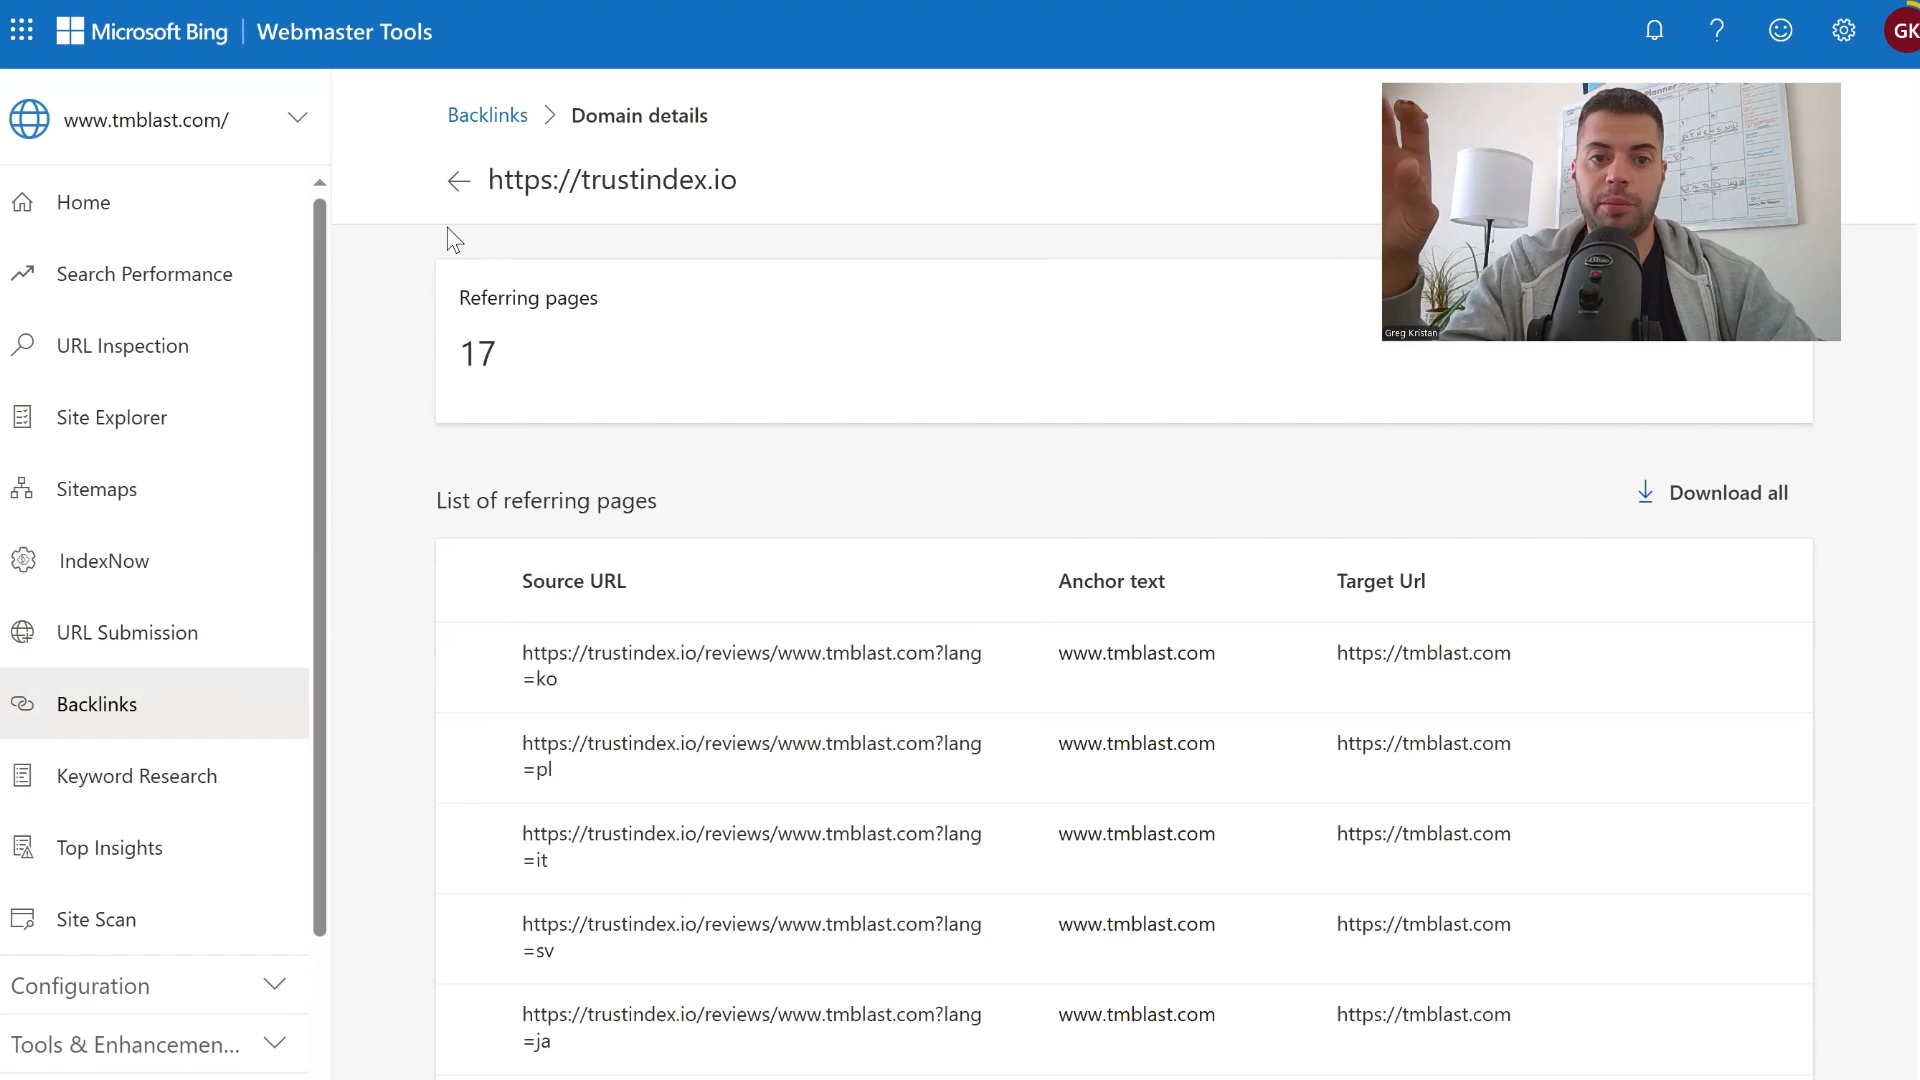 Microsoft Bing | Webmaster Tools
GK
www.tmblast.com/
Home
Search Performance
URL Inspection
Site Explorer
Sitemaps
IndexNow
URL Submission
Backlinks
Keyword Research
Top Insights
Site Scan
Configuration
Tools & Enhancemen...
Backlinks > Domain details
https://trustindex.io
Greg Kristan
Referring pages
17
List of referring pages
Download all
Source URL Anchor text Target Url
https://trustindex.io/reviews/www.tmblast.com?lang www.tmblast.com https://tmblast.com
=ko
https://trustindex.io/reviews/www.tmblast.com?lang www.tmblast.com https://tmblast.com
=pl
https://trustindex.io/reviews/www.tmblast.com?lang www.tmblast.com https://tmblast.com
=it
https://trustindex.io/reviews/www.tmblast.com?lang www.tmblast.com https://tmblast.com
=sv
https://trustindex.io/reviews/www.tmblast.com?lang www.tmblast.com https://tmblast.com
=ja